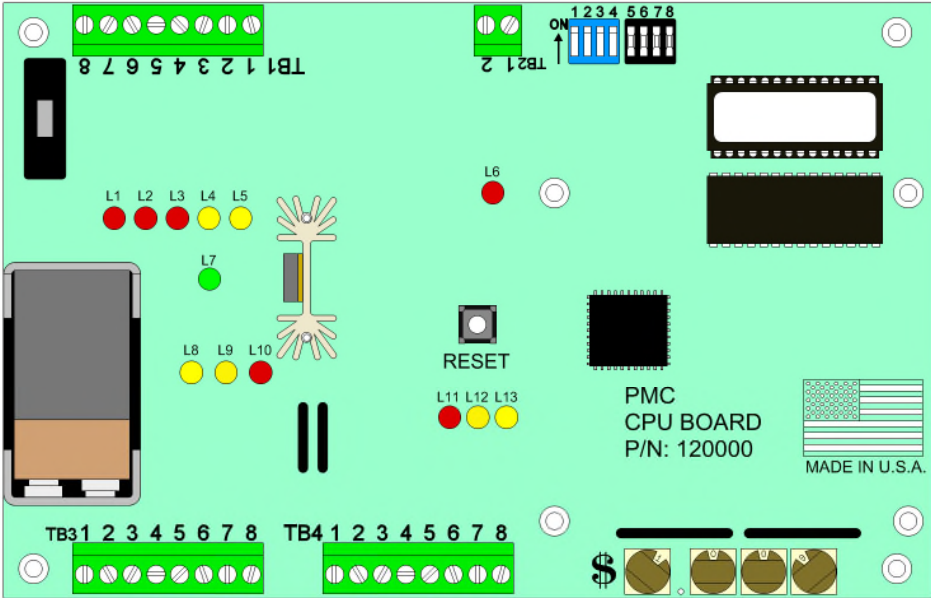 ON
1 2 3 4 5 6 7 8
8 7 6 5 4 3 2 1 TB1
2 1 TB2
L1 L2 L3 L4 L5
L6
L7
L8 L9 L10
RESET
L11 L12 L13
PMC
CPU BOARD
P/N: 120000
MADE IN U.S.A.
TB3 1 2 3 4 5 6 7 8
TB4 1 2 3 4 5 6 7 8
$ .